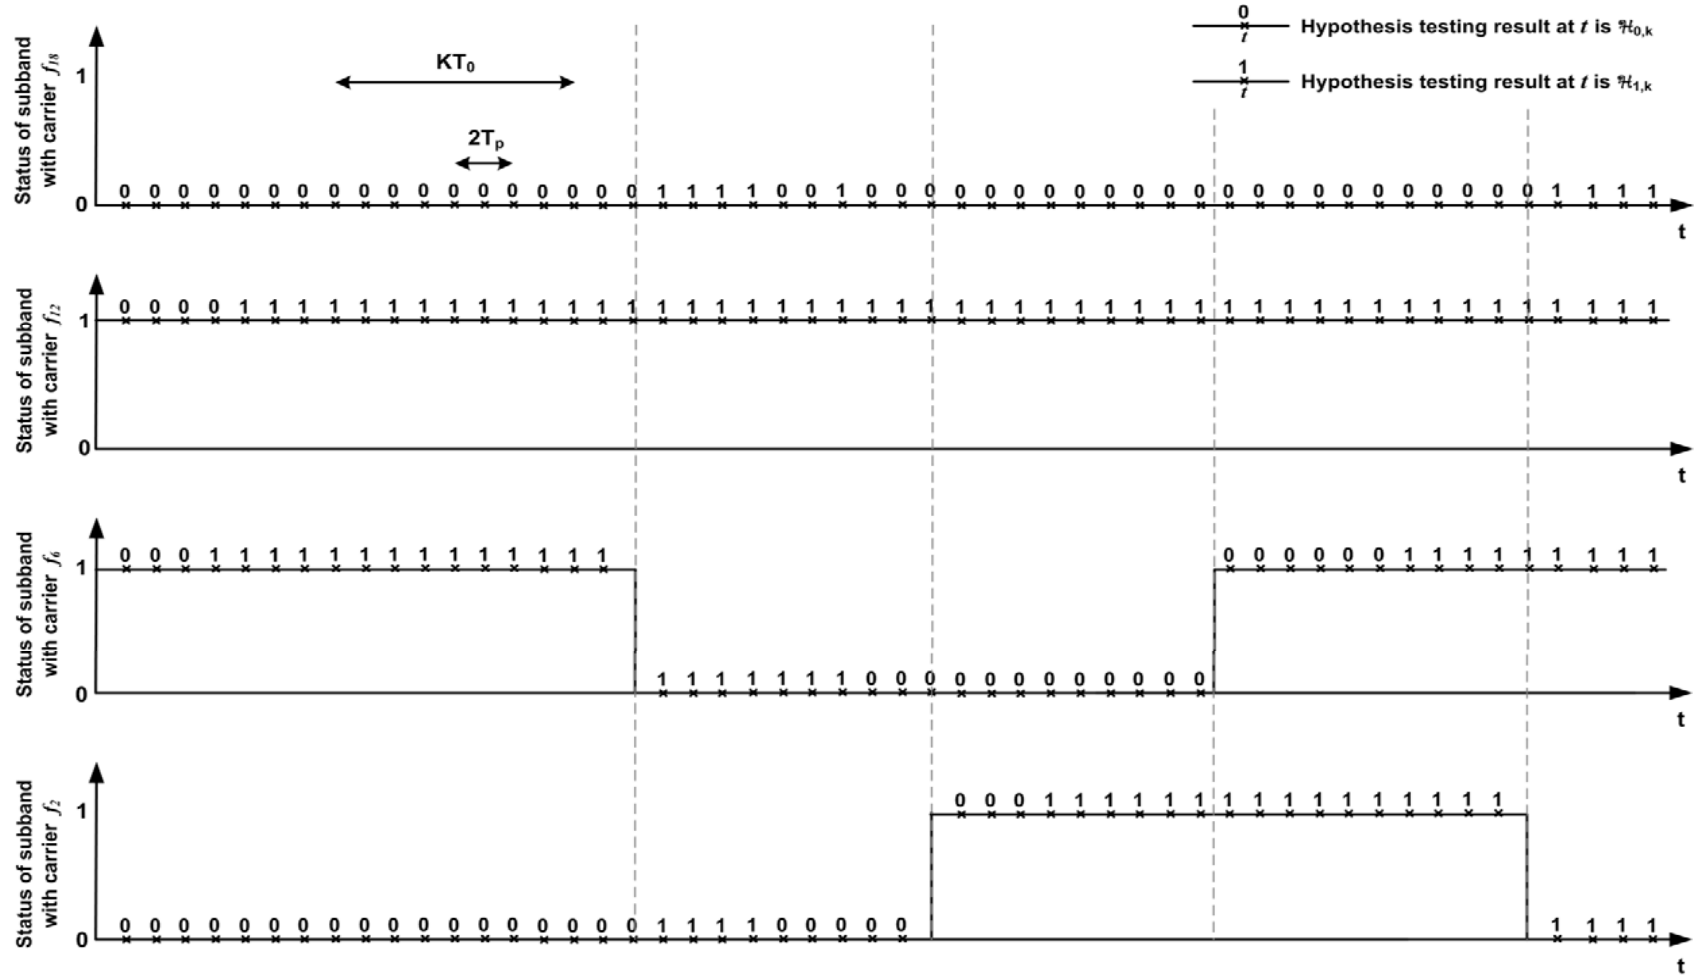 0
t
Hypothesis testing result at t is ℋ0,k
1
t
Hypothesis testing result at t is ℋ1,k
Status of subband
with carrier f18
1
KT0
2Tp
0 0 0 0 0 0 0 0 0 0 0 0 0 0 0 0 0 0 1 1 1 1 0 0 1 0 0 0 0 0 0 0 0 0 0 0 0 0 0 0 0 0 0 0 0 0 0 0 1 1 1 1
0
t
Status of subband
with carrier f12
0 0 0 0 1 1 1 1 1 1 1 1 1 1 1 1 1 1 1 1 1 1 1 1 1 1 1 1 1 1 1 1 1 1 1 1 1 1 1 1 1 1 1 1 1 1 1 1 1 1 1 1
1
0
t
Status of subband
with carrier f6
0 0 0 1 1 1 1 1 1 1 1 1 1 1 1 1 1 0 0 0 0 0 0 1 1 1 1 1 1 1 1 1
1
1 1 1 1 1 1 1 0 0 0 0 0 0 0 0 0 0 0 0
0
t
Status of subband
with carrier f2
0 0 0 1 1 1 1 1 1 1 1 1 1 1 1 1 1 1 1
1
0 0 0 0 0 0 0 0 0 0 0 0 0 0 0 0 0 0 1 1 1 1 0 0 0 0 0 1 1 1 1
0
t